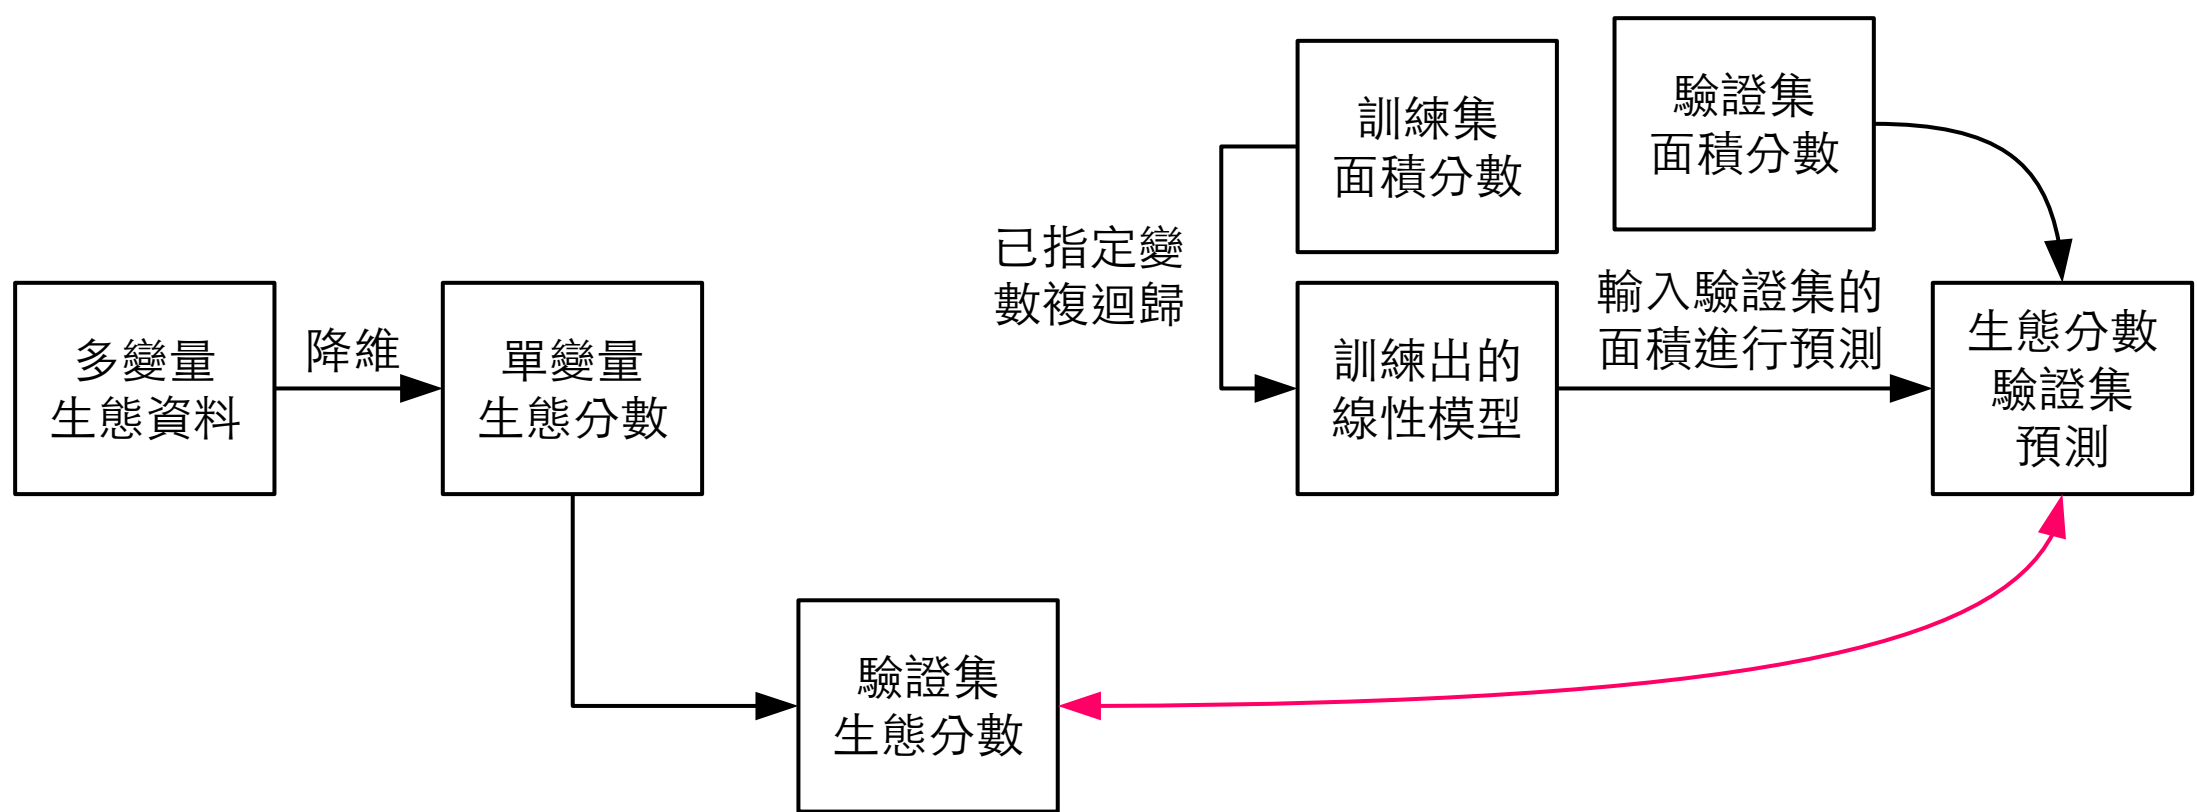 多變量
生態資料
降維
單變量
生態分數
驗證集
生態分數
已指定變
數複迴歸
訓練集
面積分數
訓練出的
線性模型
驗證集
面積分數
輸入驗證集的
面積進行預測
生態分數
驗證集
預測